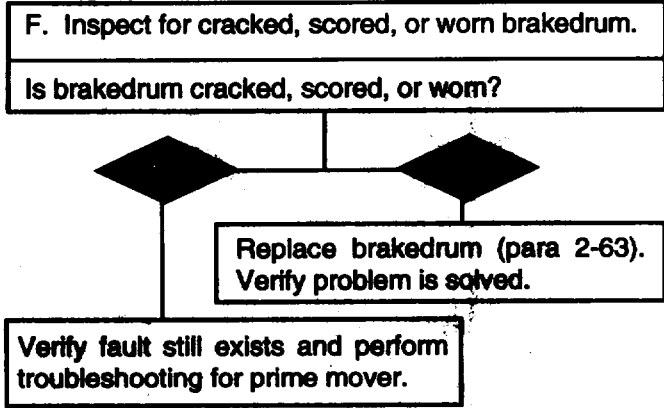 F. Inspect for cracked, scored, or worn brakedrum.
Is brakedrum cracked, scored, or worn?
Replace brakedrum (para 2-63).
Verify problem is solved.
Verify fault still exists and perform
troubleshooting for prime mover.